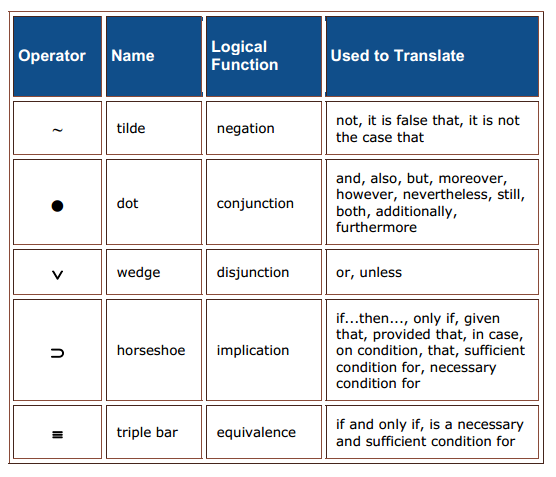 Operator Name Logical Function Used to Translate
~ tilde negation not, it is false that, it is not
the case that
● dot conjunction and, also, but, moreover,
however, nevertheless, still,
both, additionally,
furthermore
∨ wedge disjunction or, unless
⊃ horseshoe implication if...then..., only if, given
that, provided that, in case,
on condition, that, sufficient
condition for, necessary
condition for
≡ triple bar equivalence if and only if, is a necessary
and sufficient condition for